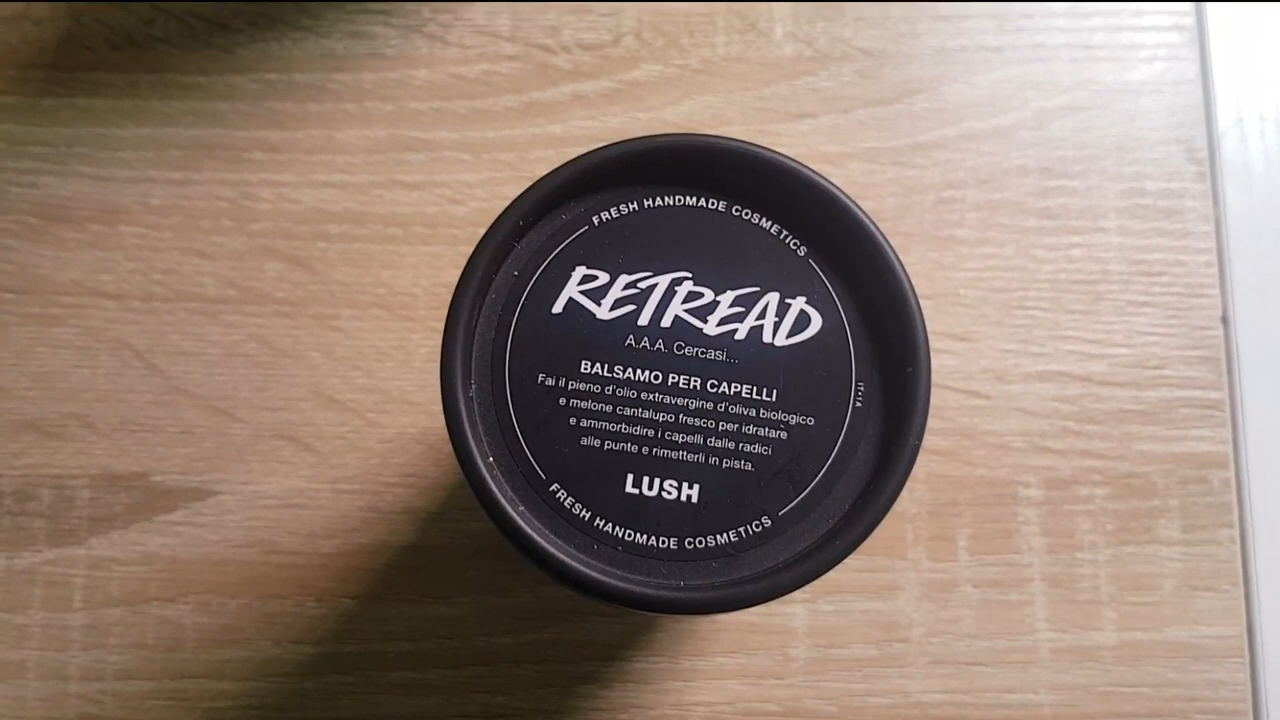 FRESH HANDMADE COSMETICS
RETREAD
A.A.A. Cercasi...
BALSAMO PER CAPELLI
Fai il pieno d'olio extravergine d'oliva biologico
e melone cantalupo fresco per idratare
e ammorbidire i capelli dalle radici
alle punte e rimetterli in pista.
LUSH
FRESH HANDMADE COSMETICS